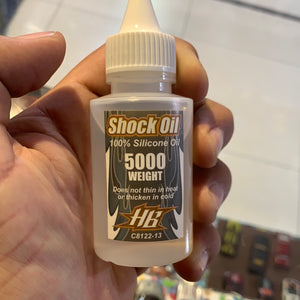 Shock Oil
100% Silicone Oil
5000
WEIGHT
Does not thin in heat
or thicken in cold
HB
C8122-13